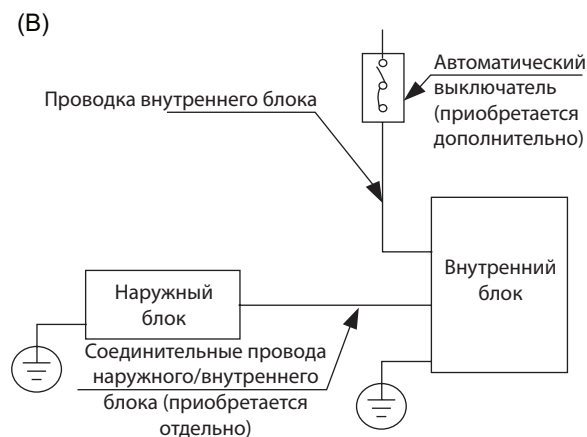 (B)
Автоматический
выключатель
(приобретается
дополнительно)
Проводка внутреннего блока
Внутренний
блок
Наружный
блок
Соединительные провода
наружного/внутреннего
блока (приобретается
отдельно)